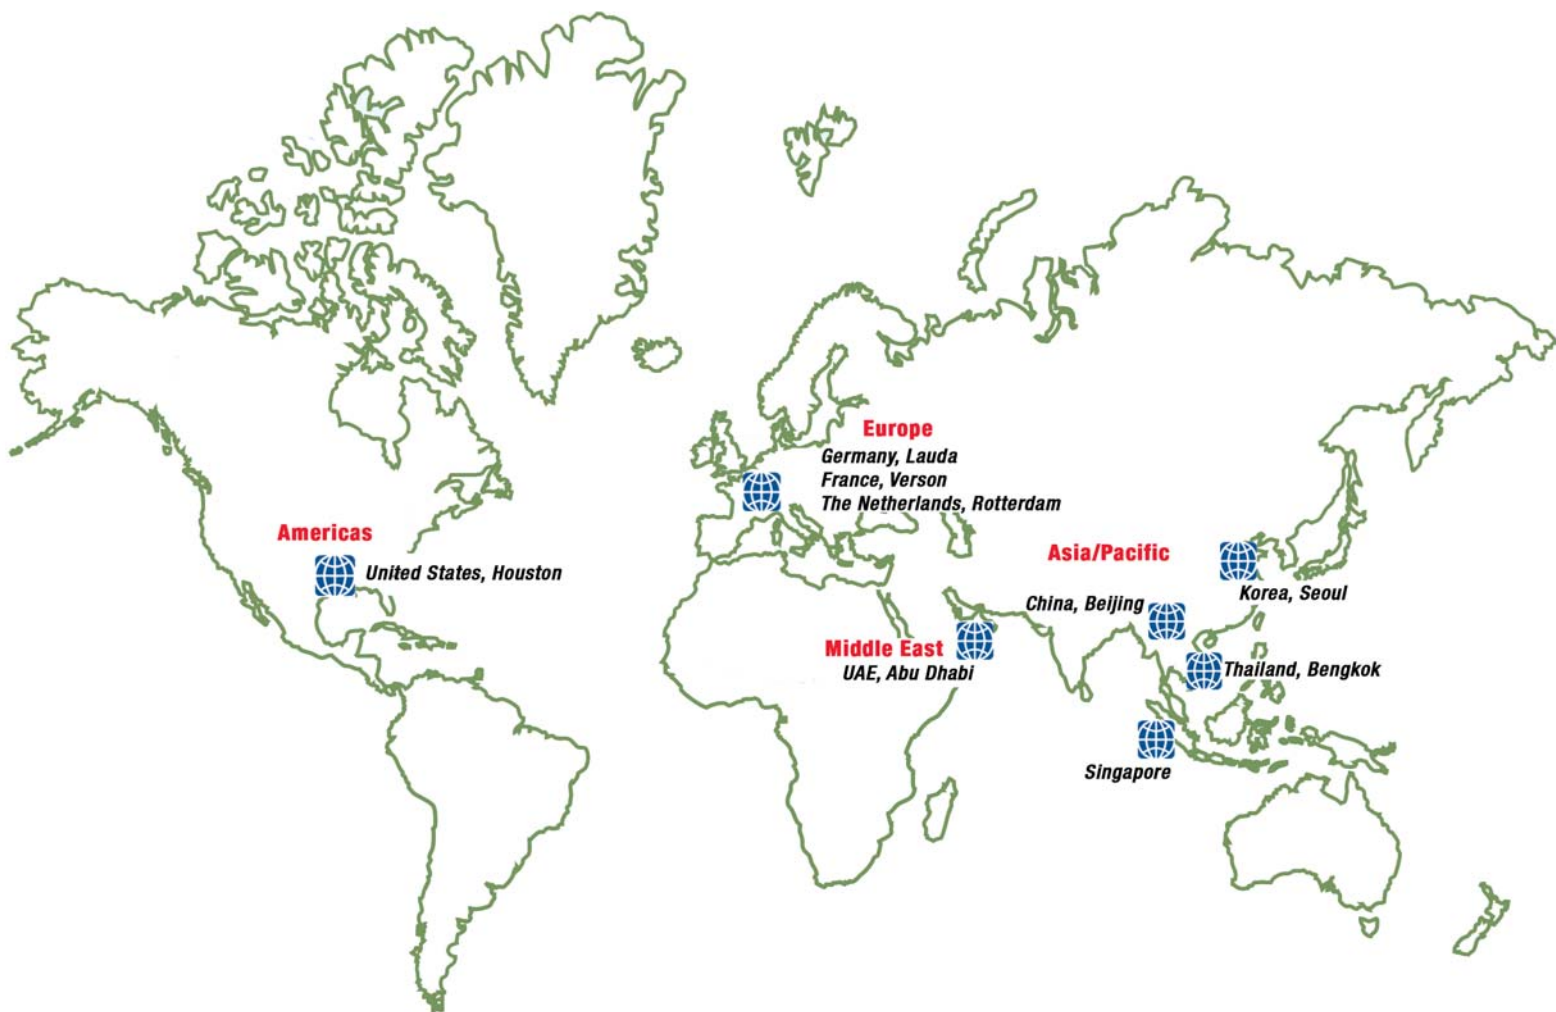 Europe
Germany, Lauda
France, Verson
The Netherlands, Rotterdam
Americas
United States, Houston
Asia/Pacific
Korea, Seoul
China, Beijing
Middle East
UAE, Abu Dhabi
Thailand, Bengkok
Singapore